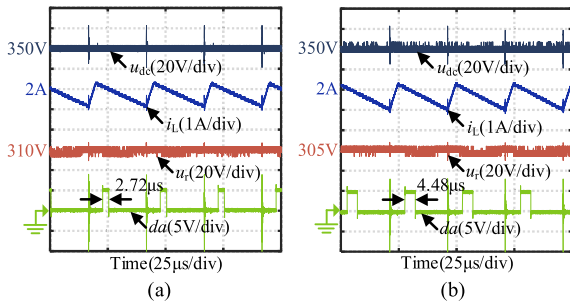 350V
u_dc(20V/div)
2A
i_L(1A/div)
310V
u_r(20V/div)
2.72μs
da(5V/div)
Time(25μs/div)
(a)
350V
u_dc(20V/div)
2A
i_L(1A/div)
305V
u_r(20V/div)
4.48μs
da(5V/div)
Time(25μs/div)
(b)